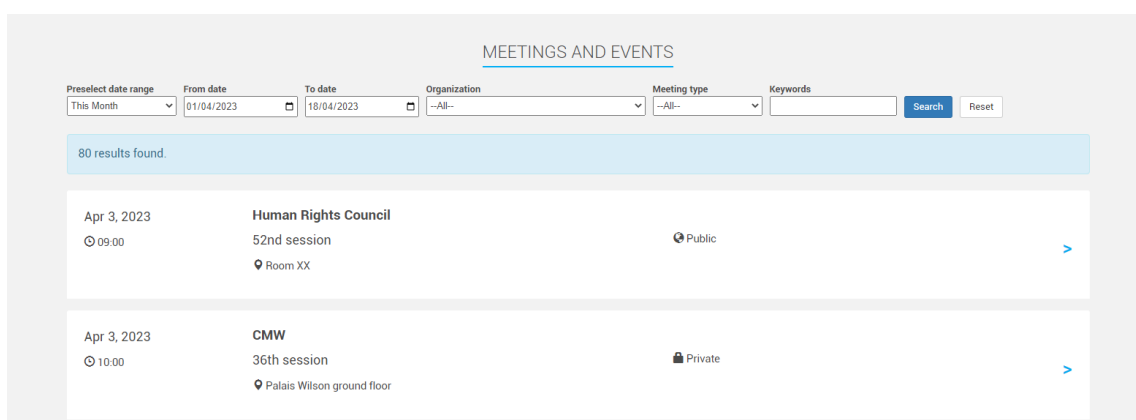 MEETINGS AND EVENTS
Preselect date range From date To date Organization Meeting type Keywords
This Month 01/04/2023 18/04/2023 --All-- --All-- Search Reset
80 results found.
Apr 3, 2023 Human Rights Council
09:00 52nd session Public >
Room XX
Apr 3, 2023 CMW
10:00 36th session Private >
Palais Wilson ground floor